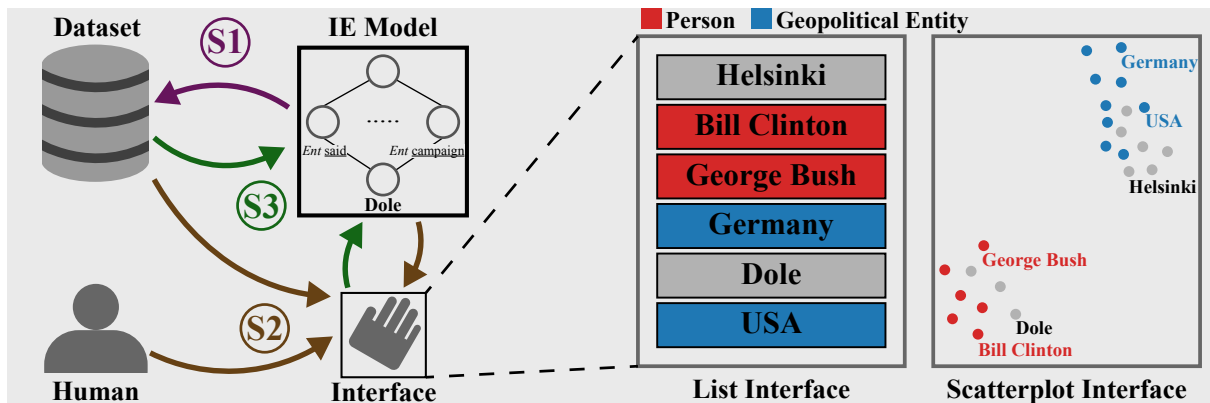 Dataset
S1
IE Model
.....
Ent said
Ent campaign
Dole
S3
S2
Human
Interface
Person
Geopolitical Entity
Helsinki
Bill Clinton
George Bush
Germany
Dole
USA
List Interface
Germany
USA
Helsinki
George Bush
Dole
Bill Clinton
Scatterplot Interface